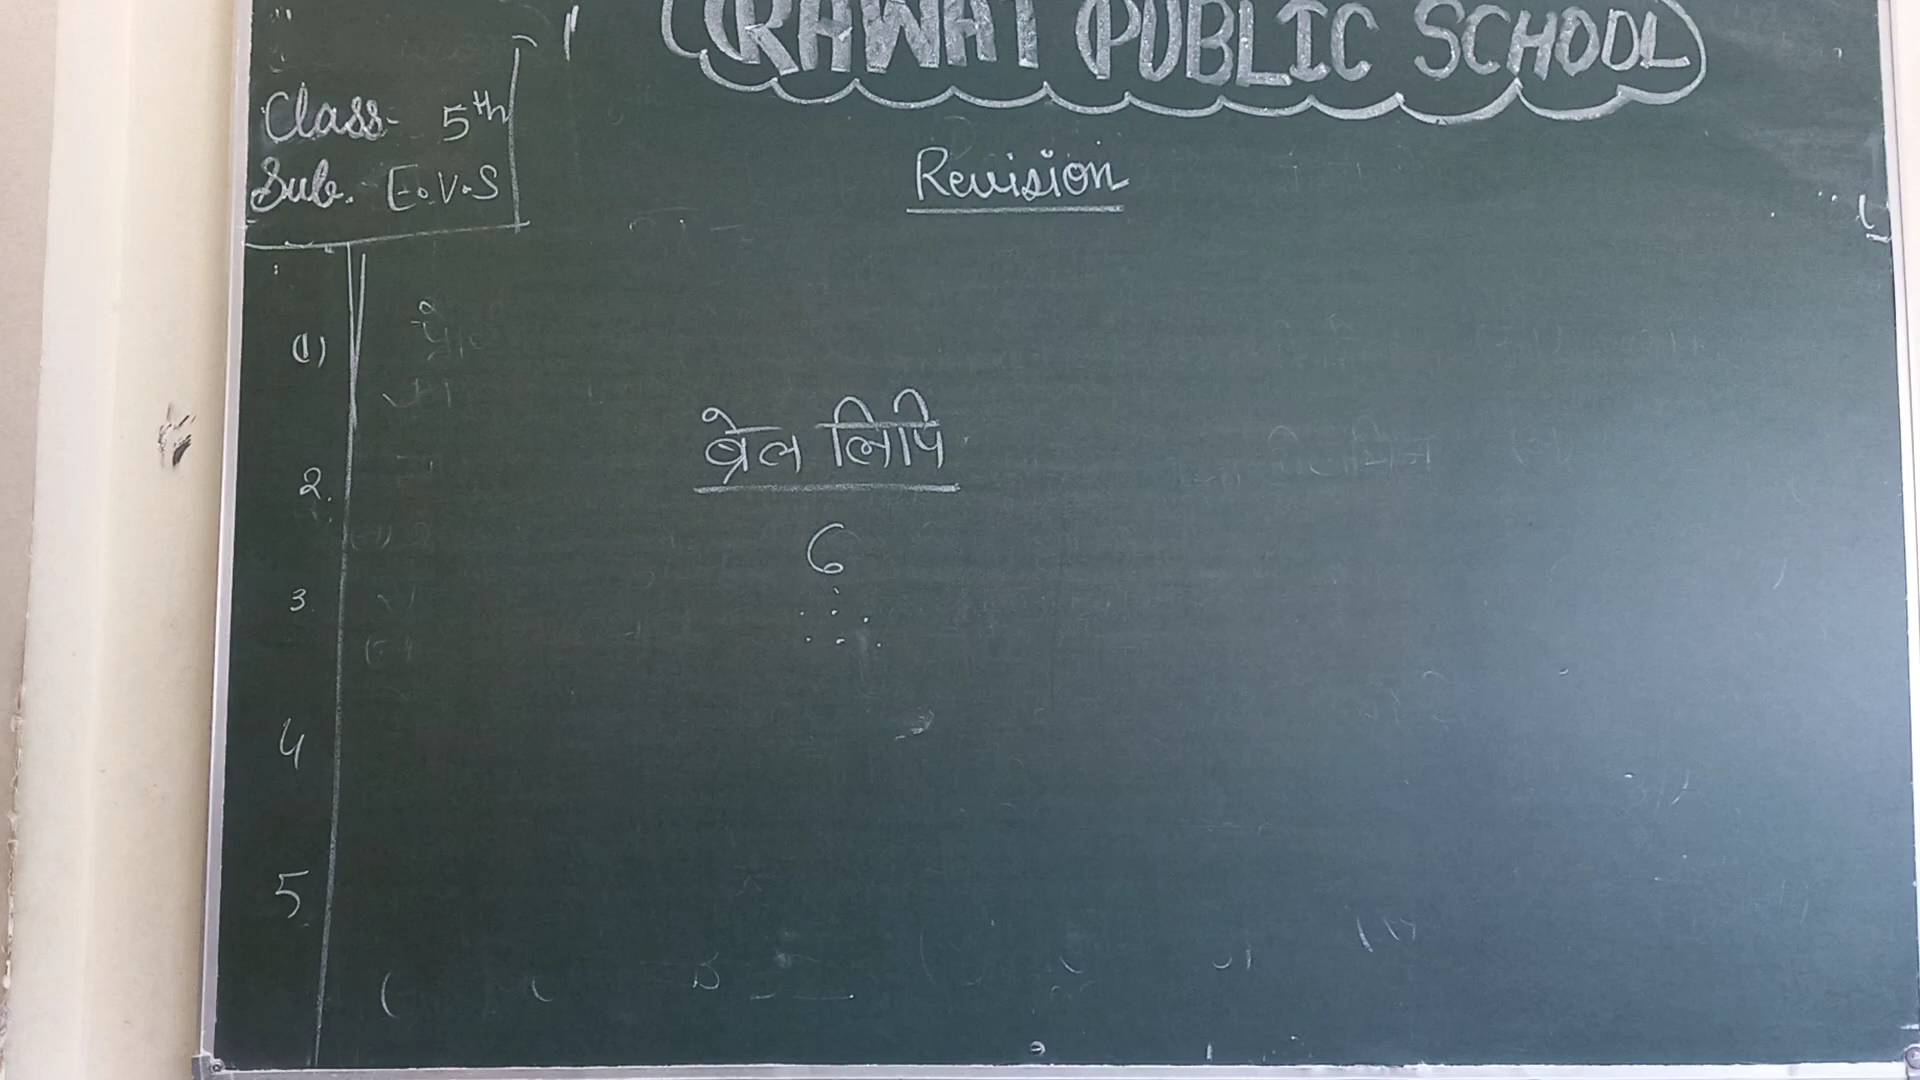 RAWAT PUBLIC SCHOOL
Class- 5th
Sub. - E.V.S
Revision
(1)
ब्रेल लिपि
2.
6
3.
4
5